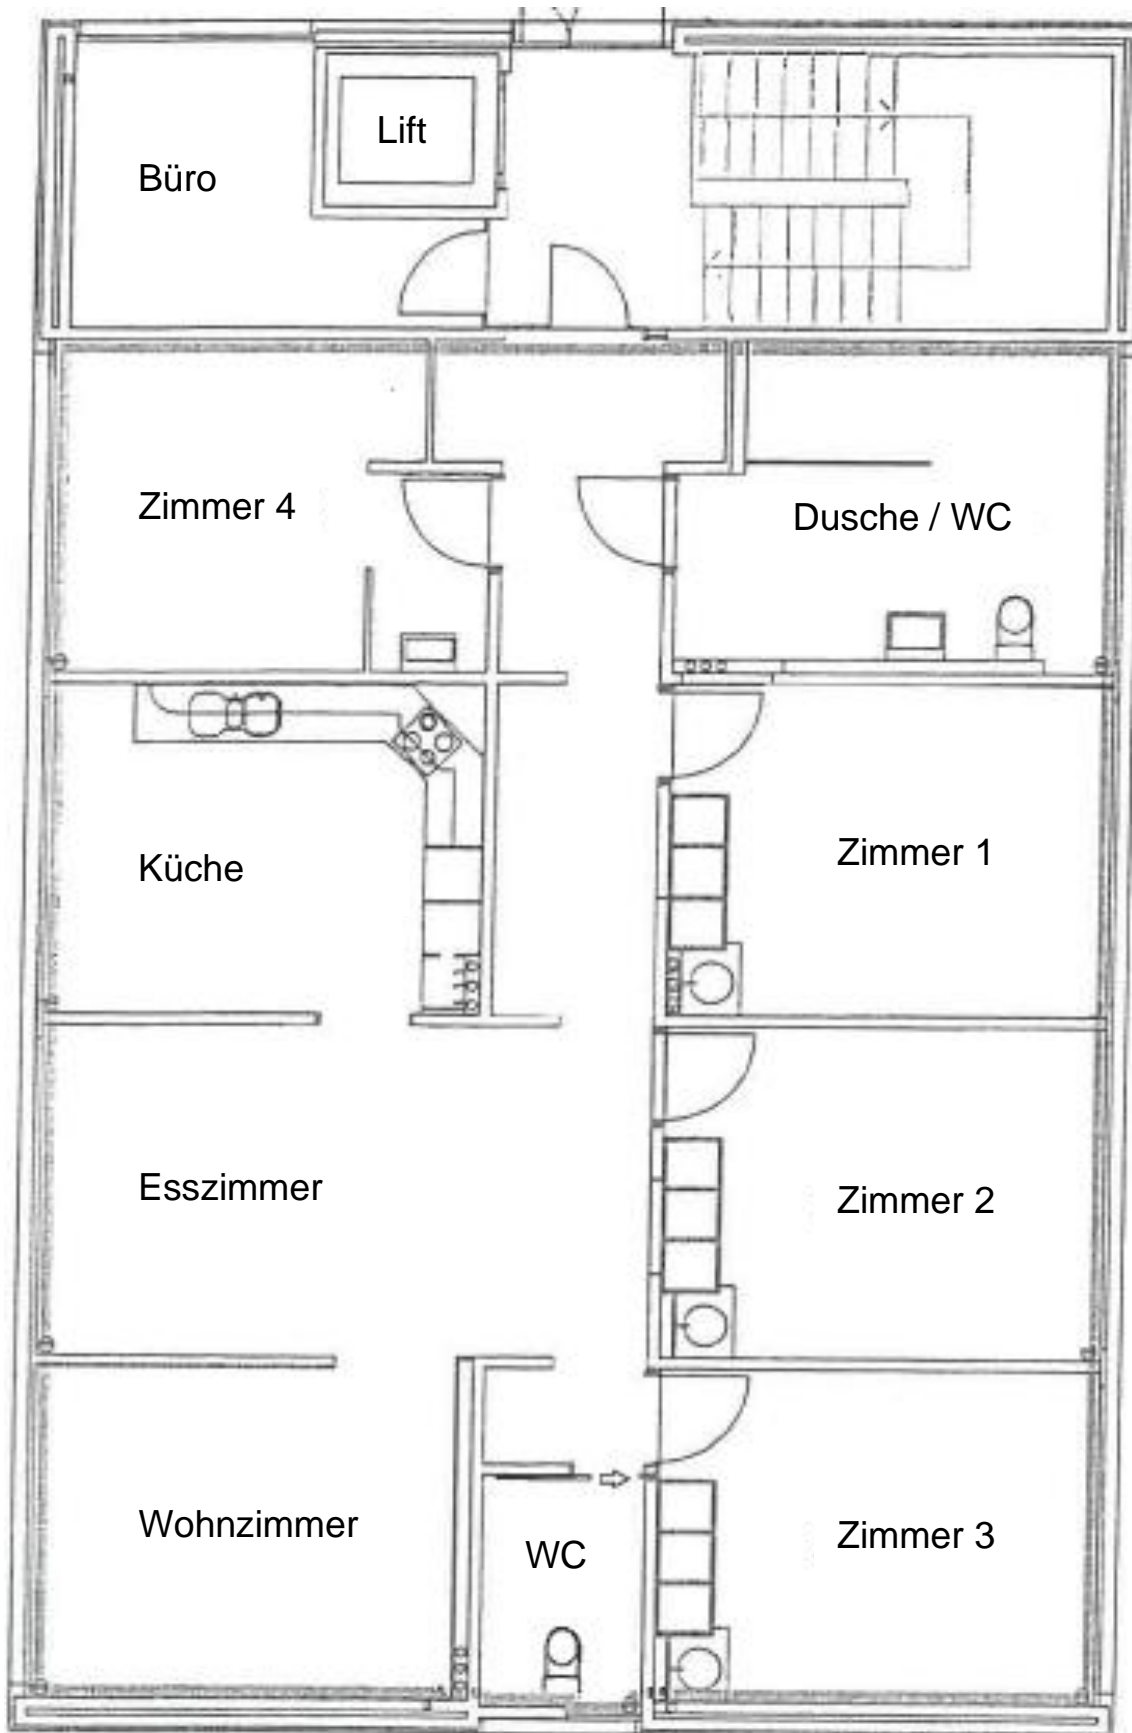 Lift
Büro
Zimmer 4
Dusche / WC
Küche
Zimmer 1
Esszimmer
Zimmer 2
Wohnzimmer
WC
Zimmer 3